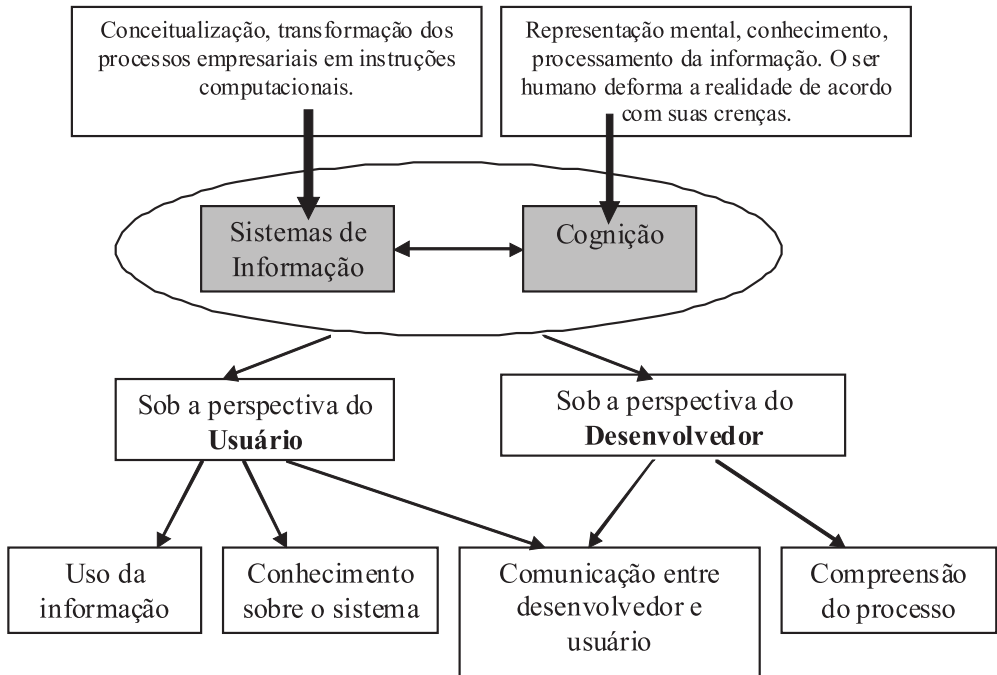 Conceitualização, transformação dos
processos empresariais em instruções
computacionais.
Representação mental, conhecimento,
processamento da informação. O ser
humano deforma a realidade de acordo
com suas crenças.
Sistemas de
Informação
Cognição
Sob a perspectiva do
Usuário
Sob a perspectiva do
Desenvolvedor
Uso da
informação
Conhecimento
sobre o sistema
Comunicação entre
desenvolvedor e
usuário
Compreensão
do processo